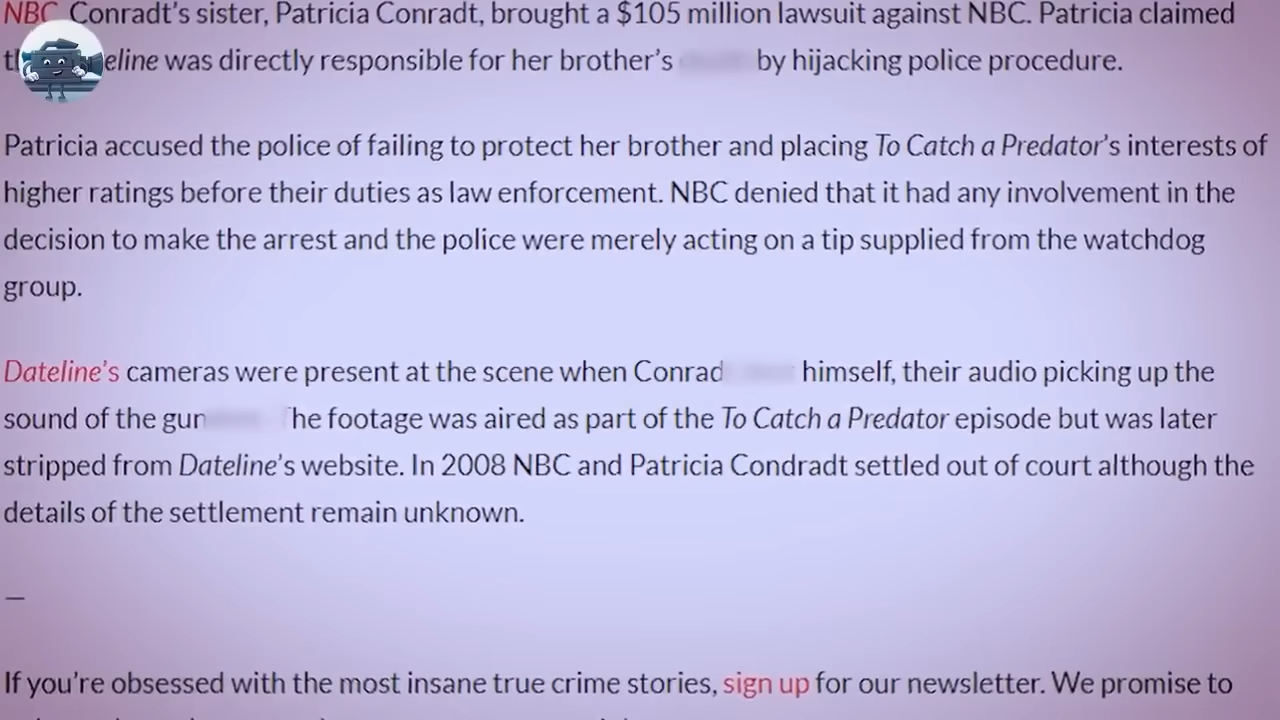 NBC Conradt's sister, Patricia Conradt, brought a $105 million lawsuit against NBC. Patricia claimed
eline was directly responsible for her brother's by hijacking police procedure.
Patricia accused the police of failing to protect her brother and placing To Catch a Predator's interests of
higher ratings before their duties as law enforcement. NBC denied that it had any involvement in the
decision to make the arrest and the police were merely acting on a tip supplied from the watchdog
group.
Dateline's cameras were present at the scene when Conrad himself, their audio picking up the
sound of the gun he footage was aired as part of the To Catch a Predator episode but was later
stripped from Dateline's website. In 2008 NBC and Patricia Condradt settled out of court although the
details of the settlement remain unknown.
—
If you're obsessed with the most insane true crime stories, sign up for our newsletter. We promise to